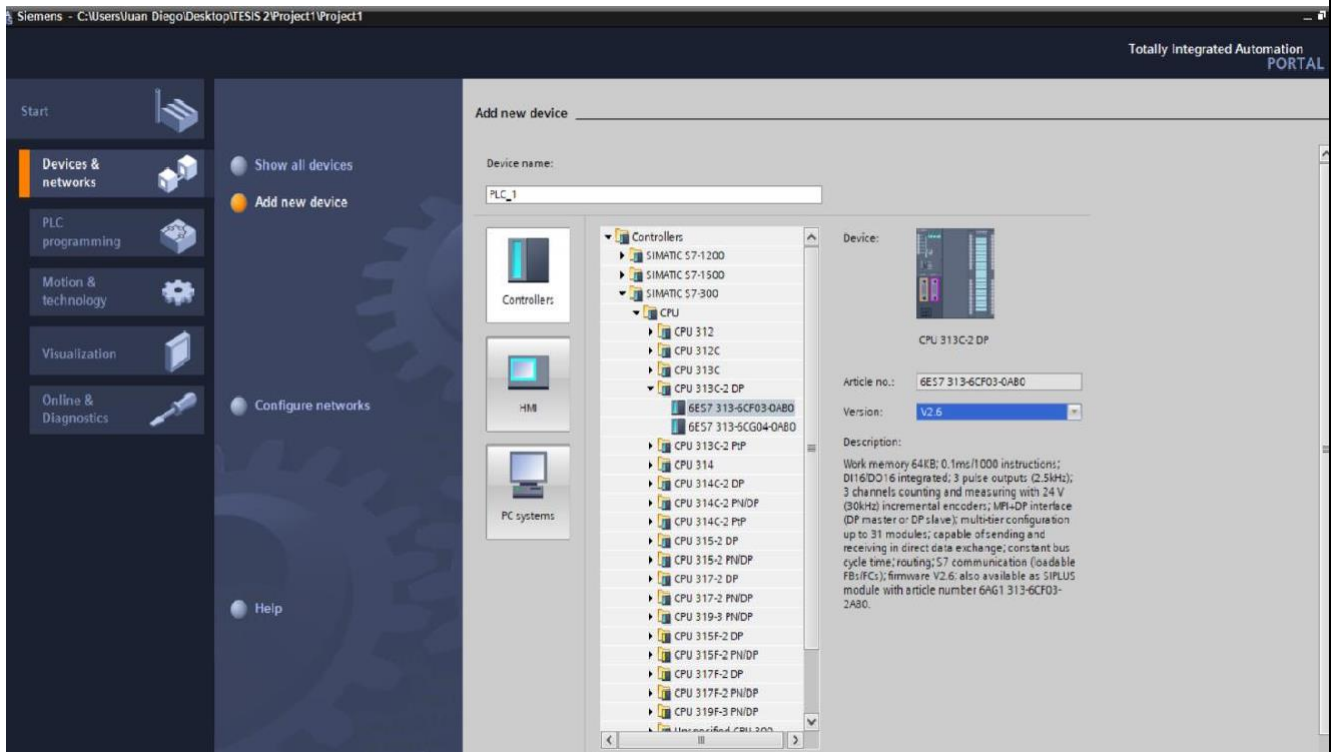 Siemens - C:\Users\Juan Diego\Desktop\TESIS 2\Project1\Project1
Totally Integrated Automation
PORTAL
Start
Devices &
networks
PLC
programming
Motion &
technology
Visualization
Online &
Diagnostics
Show all devices
Add new device
Configure networks
Help
Add new device
Device name:
PLC_1
Controllers
HMI
PC systems
Controllers
SIMATIC S7-1200
SIMATIC S7-1500
SIMATIC S7-300
CPU
CPU 312
CPU 312C
CPU 313C
CPU 313C-2 DP
6ES7 313-6CF03-0AB0
6ES7 313-6CG04-0AB0
CPU 313C-2 PtP
CPU 314
CPU 314C-2 DP
CPU 314C-2 PN/DP
CPU 314C-2 PtP
CPU 315-2 DP
CPU 315-2 PN/DP
CPU 317-2 DP
CPU 317-2 PN/DP
CPU 319-3 PN/DP
CPU 315F-2 DP
CPU 315F-2 PN/DP
CPU 317F-2 DP
CPU 317F-2 PN/DP
CPU 319F-3 PN/DP
Unspecified CPU 300
Device:
CPU 313C-2 DP
Article no.:
6ES7 313-6CF03-0AB0
Version:
V2.6
Description:
Work memory 64KB; 0.1ms/1000 instructions;
DI16/DO16 integrated; 3 pulse outputs (2.5kHz);
3 channels counting and measuring with 24 V
(30kHz) incremental encoders; MPI+DP interface
(DP master or DP slave); multi-tier configuration
up to 31 modules; capable of sending and
receiving in direct data exchange; constant bus
cycle time; routing; S7 communication (loadable
FBs/FCs); firmware V2.6; also available as SIPLUS
module with article number 6AG1 313-6CF03-
2AB0.